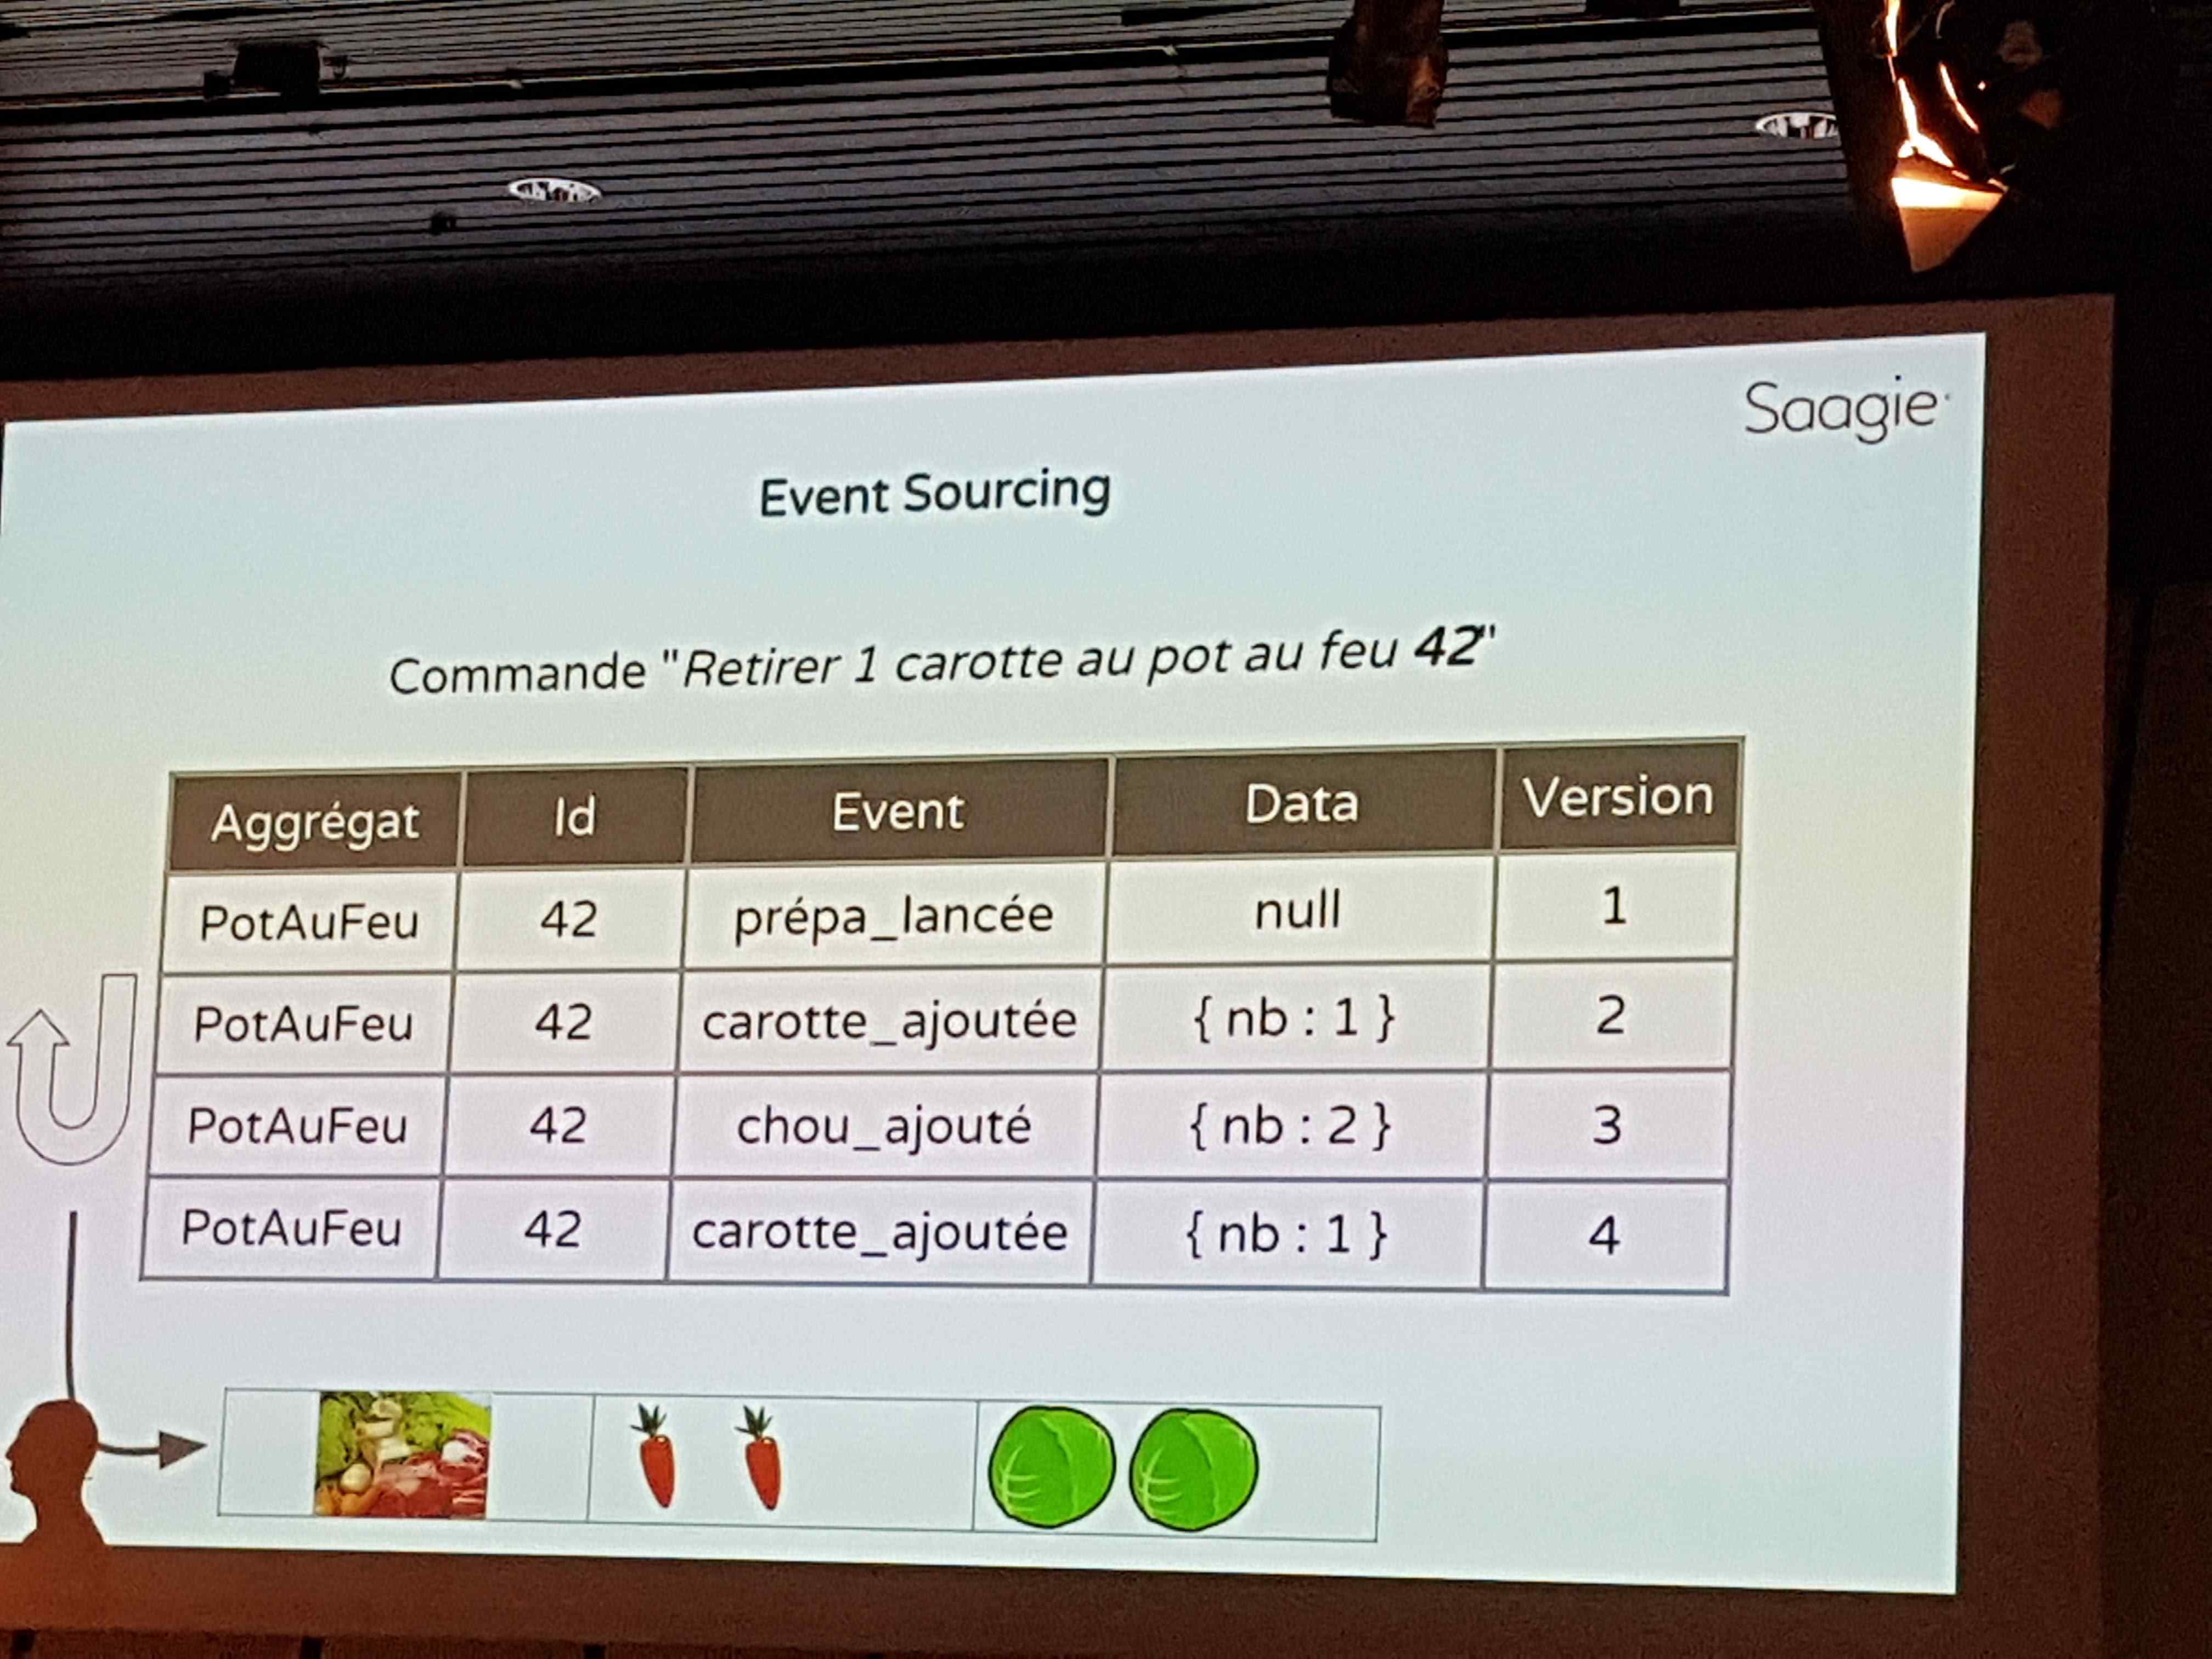 Saagie
Event Sourcing
Commande "Retirer 1 carotte au pot au feu 42"
Aggrégat Id Event Data Version
PotAuFeu 42 prépa_lancée null 1
PotAuFeu 42 carotte_ajoutée { nb : 1 } 2
PotAuFeu 42 chou_ajouté { nb : 2 } 3
PotAuFeu 42 carotte_ajoutée { nb : 1 } 4